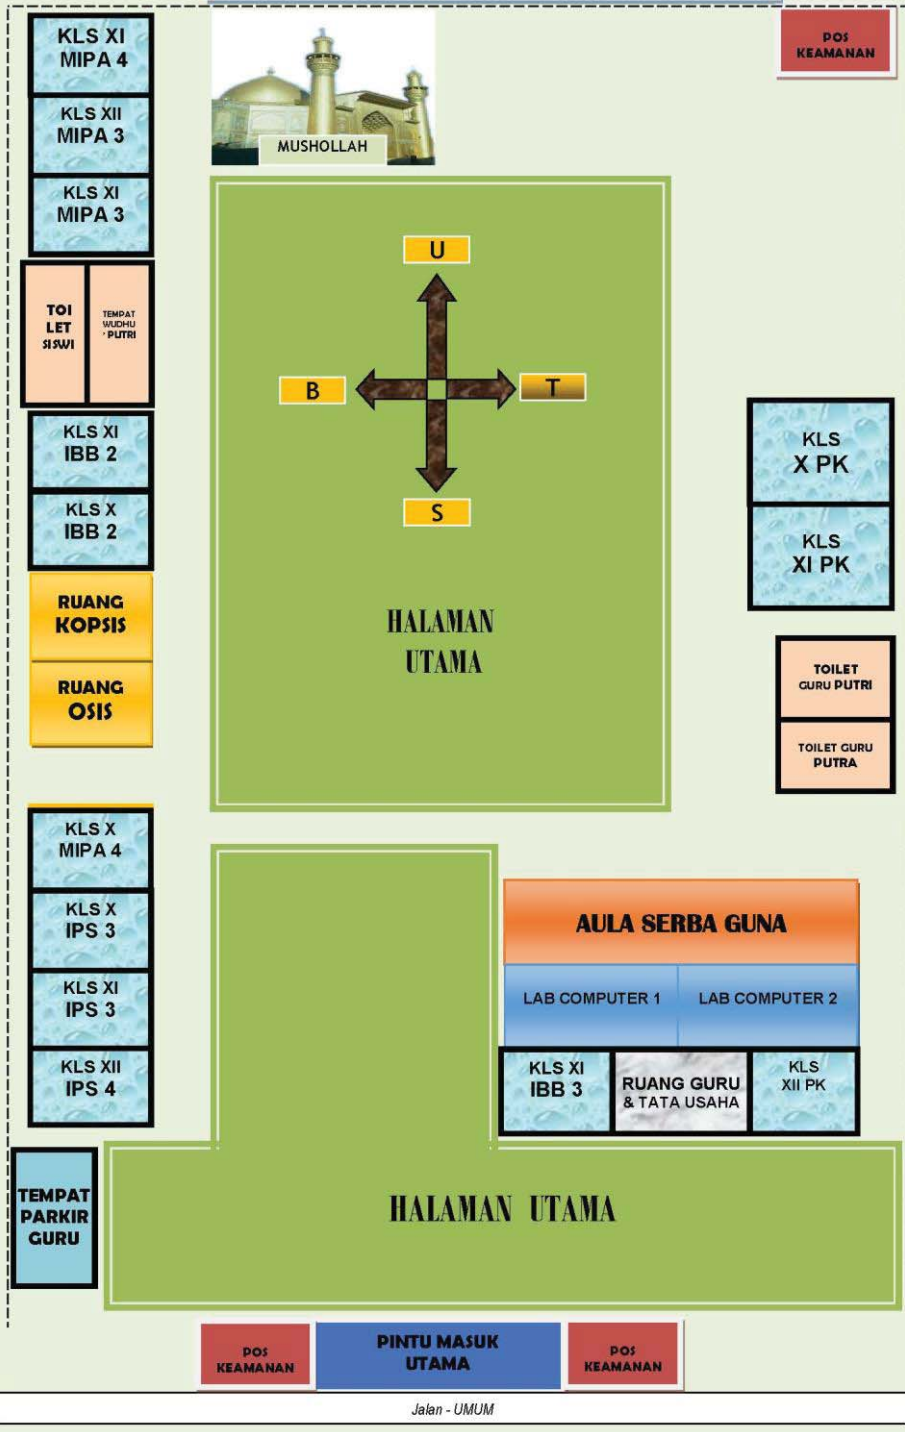 KLS XI
MIPA 4
POS
KEAMANAN
KLS XII
MIPA 3
MUSHOLLAH
KLS XI
MIPA 3
U
TOI
LET
SISWI
TEMPAT
WUDHU
PUTRI
B
T
KLS XI
IBB 2
KLS
X PK
KLS X
IBB 2
S
KLS
XI PK
RUANG
KOPSIS
HALAMAN
UTAMA
RUANG
OSIS
TOILET
GURU PUTRI
TOILET GURU
PUTRA
KLS X
MIPA 4
KLS X
IPS 3
AULA SERBA GUNA
KLS XI
IPS 3
LAB COMPUTER 1
LAB COMPUTER 2
KLS XII
IPS 4
KLS XI
IBB 3
RUANG GURU
& TATA USAHA
KLS
XII PK
TEMPAT
PARKIR
GURU
HALAMAN UTAMA
POS
KEAMANAN
PINTU MASUK
UTAMA
POS
KEAMANAN
Jalan - UMUM